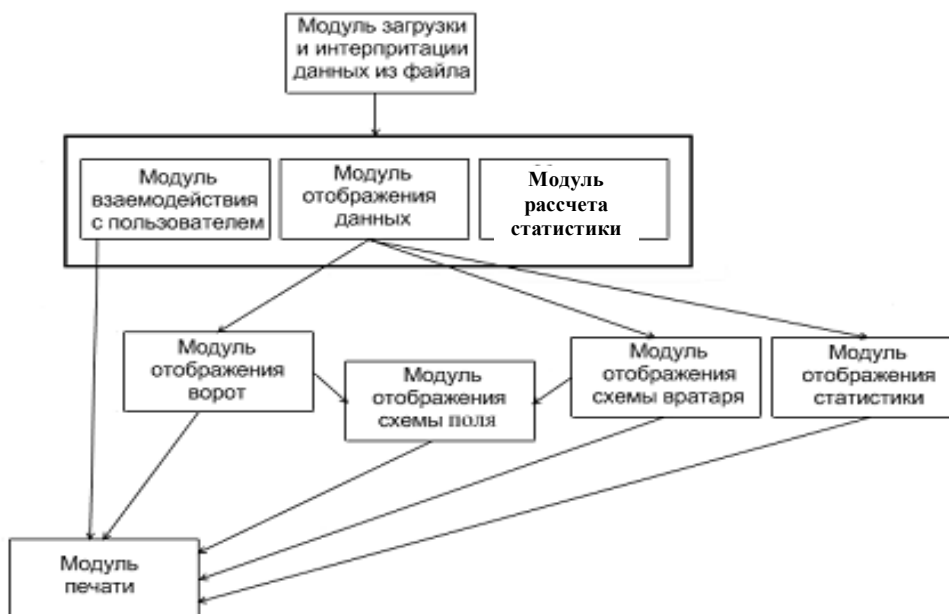 Модуль загрузки
и интерпритации
данных из файла
Модуль
взаемодействия
с пользователем
Модуль
отображения
данных
Модуль
рассчета
статистики
Модуль
отображения
ворот
Модуль
отображения
схемы поля
Модуль
отображения
схемы вратаря
Модуль
отображения
статистики
Модуль
печати